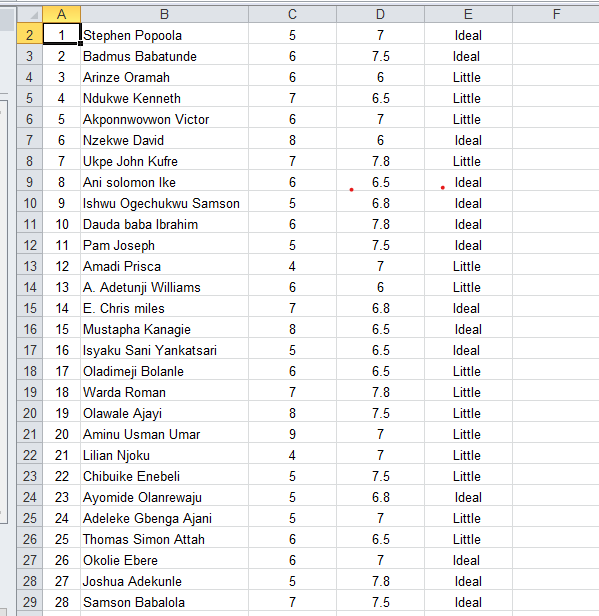 A B C D E F
2 1 Stephen Popoola 5 7 Ideal
3 2 Badmus Babatunde 6 7.5 Ideal
4 3 Arinze Oramah 6 6 Little
5 4 Ndukwe Kenneth 7 6.5 Little
6 5 Akponnwovwon Victor 6 7 Little
7 6 Nzekwe David 8 6 Ideal
8 7 Ukpe John Kufre 7 7.8 Little
9 8 Ani solomon Ike 6 6.5 Ideal
10 9 Ishwu Ogechukwu Samson 5 6.8 Ideal
11 10 Dauda baba Ibrahim 6 7.8 Ideal
12 11 Pam Joseph 5 7.5 Ideal
13 12 Amadi Prisca 4 7 Little
14 13 A. Adetunji Williams 6 6 Little
15 14 E. Chris miles 7 6.8 Ideal
16 15 Mustapha Kanagie 8 6.5 Ideal
17 16 Isyaku Sani Yankatsari 5 6.5 Ideal
18 17 Oladimeji Bolanle 6 6.5 Little
19 18 Warda Roman 7 7.8 Little
20 19 Olawale Ajayi 8 7.5 Little
21 20 Aminu Usman Umar 9 7 Little
22 21 Lilian Njoku 4 7 Little
23 22 Chibuike Enebeli 5 7.5 Little
24 23 Ayomide Olanrewaju 5 6.8 Ideal
25 24 Adeleke Gbenga Ajani 5 7 Little
26 25 Thomas Simon Attah 6 6.5 Little
27 26 Okolie Ebere 6 7 Ideal
28 27 Joshua Adekunle 5 7.8 Ideal
29 28 Samson Babalola 7 7.5 Ideal